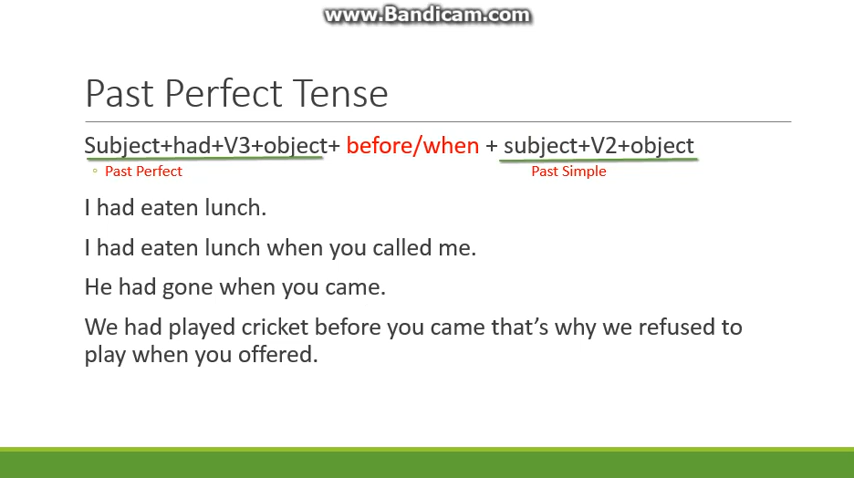 www.Bandicam.com
Past Perfect Tense
Subject+had+V3+object+ before/when + subject+V2+object
◦ Past Perfect Past Simple
I had eaten lunch.
I had eaten lunch when you called me.
He had gone when you came.
We had played cricket before you came that’s why we refused to
play when you offered.